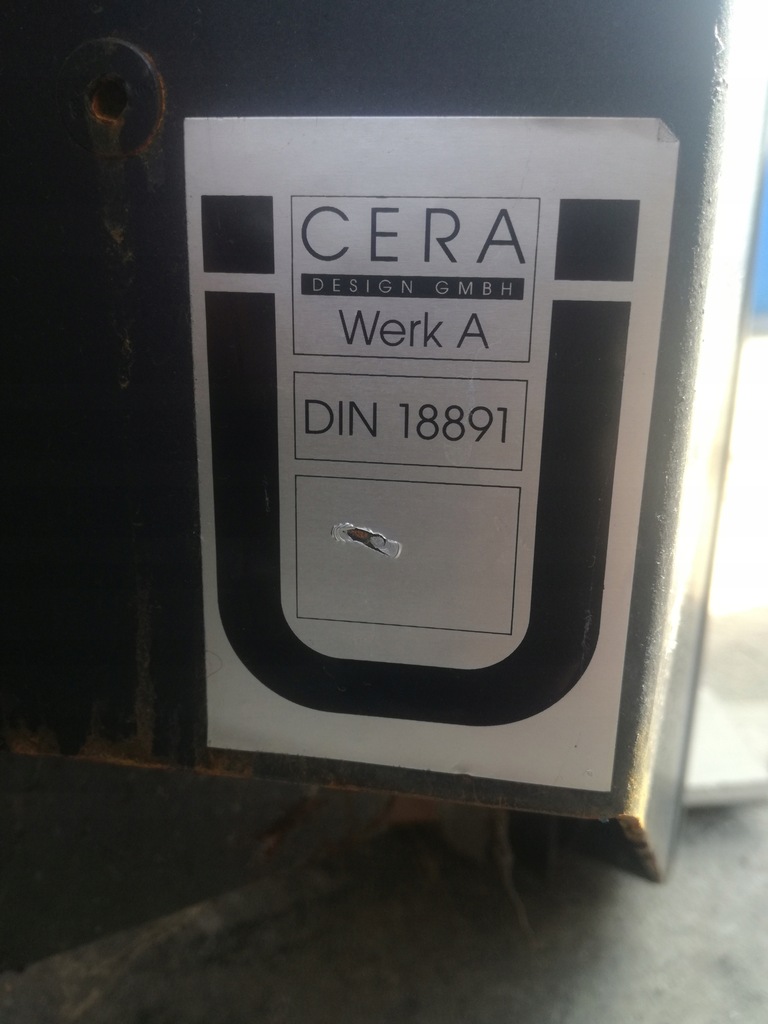 CERA
DESIGN GMBH
Werk A
DIN 18891